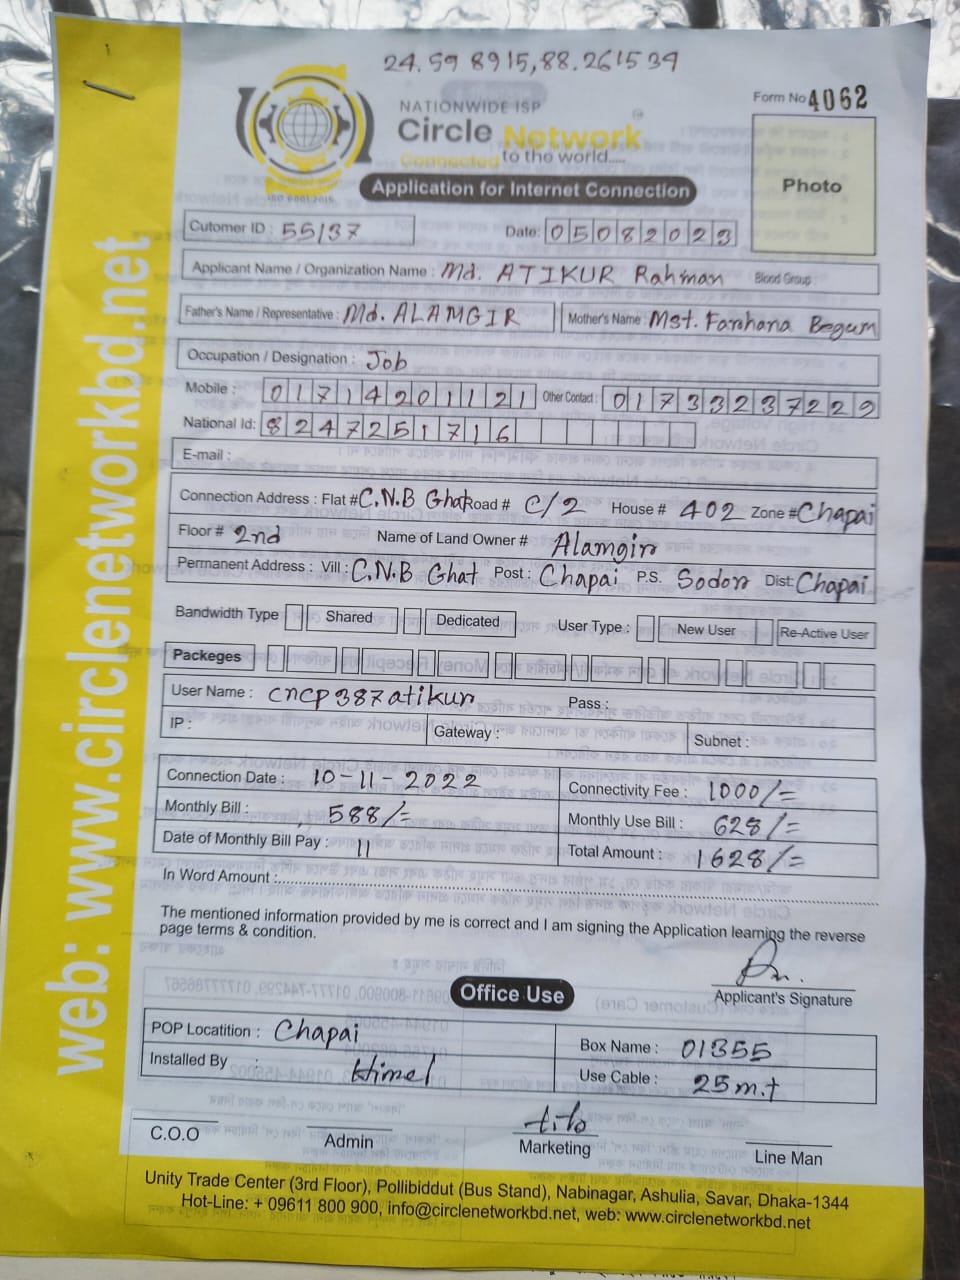 24.59 8915,88.261539
NATIONWIDE ISP
Circle Network
Connected to the world.....
ISO 9001:2015
Form No 4062
Photo
Application for Internet Connection
Cutomer ID : 55137 Date: 05082023
Applicant Name / Organization Name : Md. ATIKUR Rahman Blood Group :
Father's Name / Representative : Md. ALAMGIR Mother's Name : Mst. Farhana Begum
Occupation / Designation : Job
Mobile : 01714201121 Other Contact : 01733237229
National Id: 8247251716
E-mail :
Connection Address : Flat # C.N.B Ghat Road # C/2 House # 402 Zone # Chapai
Floor # 2nd Name of Land Owner # Alamgir
Permanent Address : Vill : C.N.B Ghat Post : Chapai P.S. Sodor Dist: Chapai
Bandwidth Type Shared Dedicated User Type : New User Re-Active User
Packeges
User Name : cncp387atikur Pass :
IP : Gateway : Subnet :
Connection Date : 10-11-2022 Connectivity Fee : 1000/=
Monthly Bill : 588/= Monthly Use Bill : 628/=
Date of Monthly Bill Pay : 11 Total Amount : 1628/=
In Word Amount :
The mentioned information provided by me is correct and I am signing the Application learning the reverse
page terms & condition.
Applicant's Signature
Office Use
POP Locatition : Chapai Box Name : 01355
Installed By : Himel Use Cable : 25m.t
C.O.O Admin tito Marketing Line Man
Unity Trade Center (3rd Floor), Pollibiddut (Bus Stand), Nabinagar, Ashulia, Savar, Dhaka-1344
Hot-Line: + 09611 800 900, info@circlenetworkbd.net, web: www.circlenetworkbd.net
web: www.circlenetworkbd.net